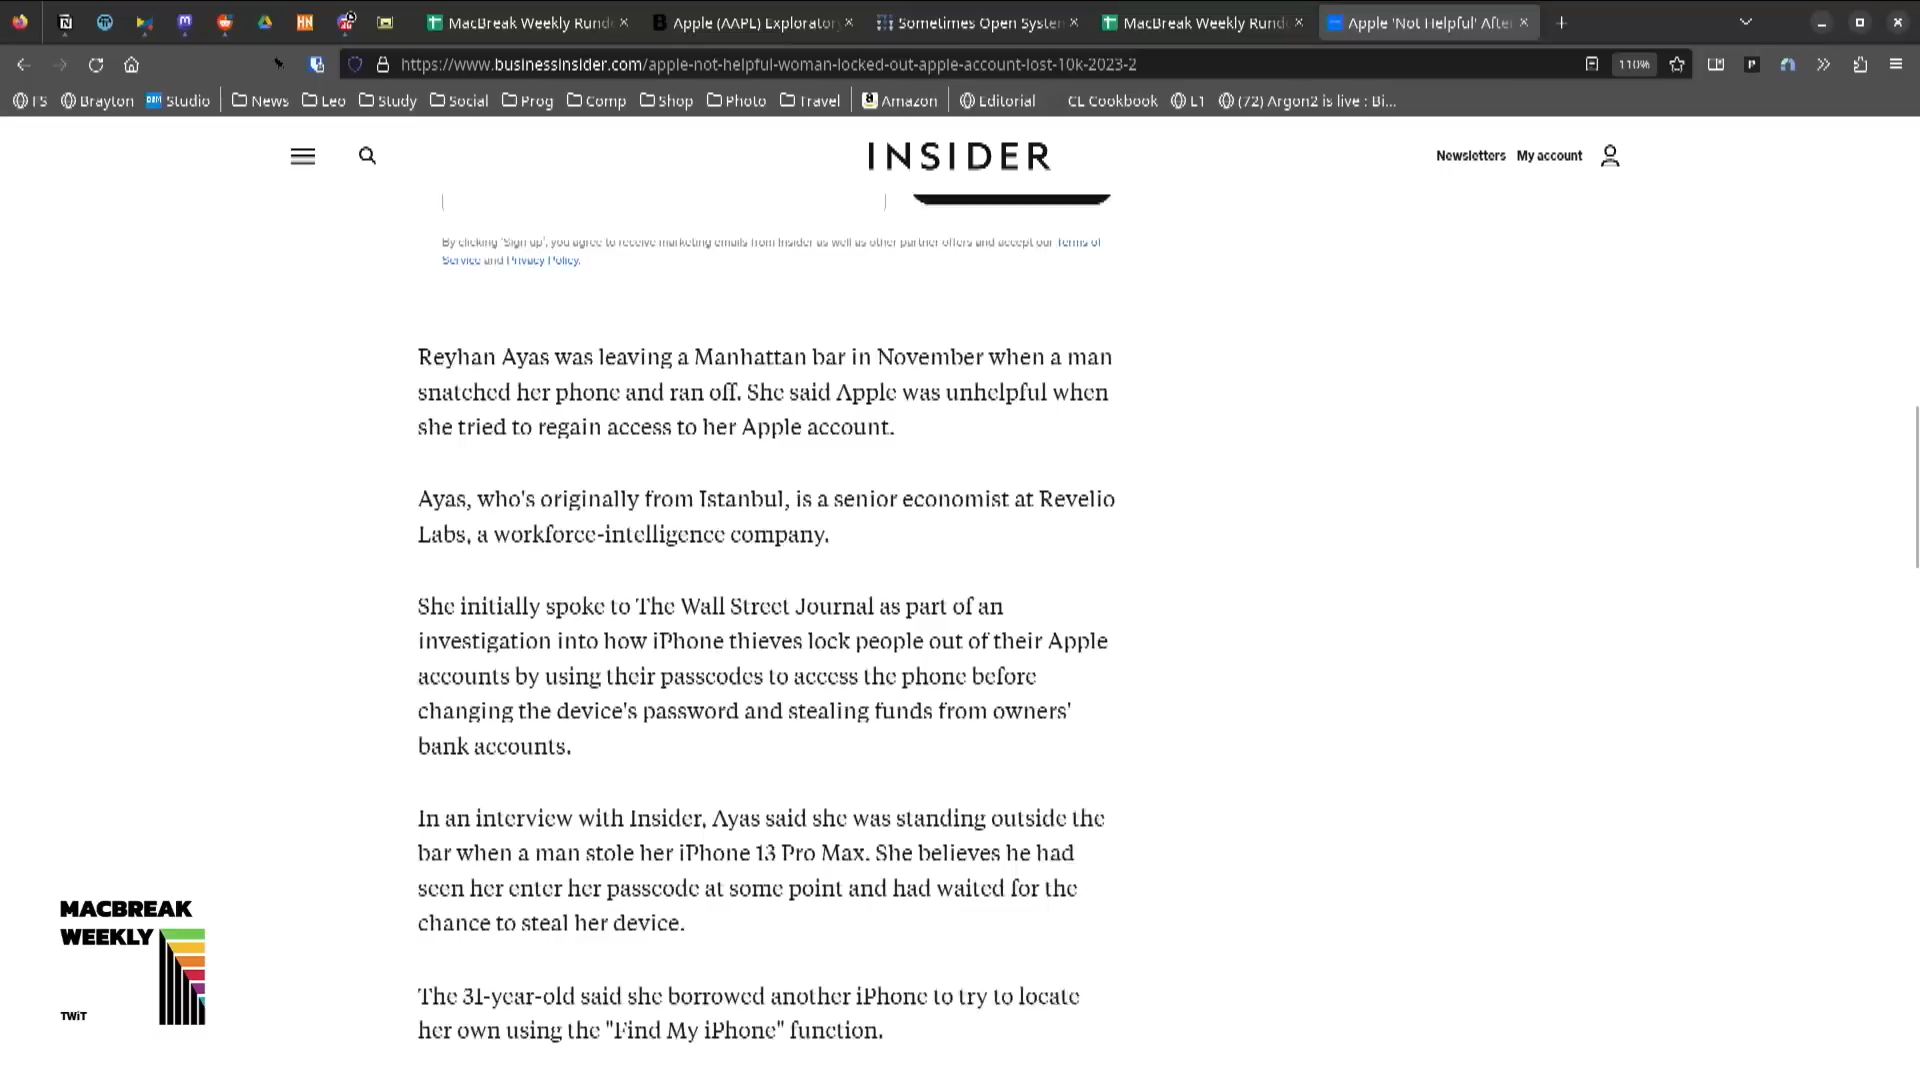 MacBreak Weekly Rund
Apple (AAPL) Explorator
Sometimes Open System
MacBreak Weekly Rund
Apple 'Not Helpful' Afte
https://www.businessinsider.com/apple-not-helpful-woman-locked-out-apple-account-lost-10k-2023-2
110%
Brayton
Studio
News
Leo
Study
Social
Prog
Comp
Shop
Photo
Travel
Amazon
Editorial
CL Cookbook
L1
(72) Argon2 is live : Bi...
INSIDER
Newsletters My account
By clicking 'Sign up', you agree to receive marketing emails from Insider as well as other partner offers and accept our Terms of
Service and Privacy Policy.
Reyhan Ayas was leaving a Manhattan bar in November when a man
snatched her phone and ran off. She said Apple was unhelpful when
she tried to regain access to her Apple account.
Ayas, who's originally from Istanbul, is a senior economist at Revelio
Labs, a workforce-intelligence company.
She initially spoke to The Wall Street Journal as part of an
investigation into how iPhone thieves lock people out of their Apple
accounts by using their passcodes to access the phone before
changing the device's password and stealing funds from owners'
bank accounts.
In an interview with Insider, Ayas said she was standing outside the
bar when a man stole her iPhone 13 Pro Max. She believes he had
seen her enter her passcode at some point and had waited for the
chance to steal her device.
The 31-year-old said she borrowed another iPhone to try to locate
her own using the "Find My iPhone" function.
MACBREAK
WEEKLY
TWiT